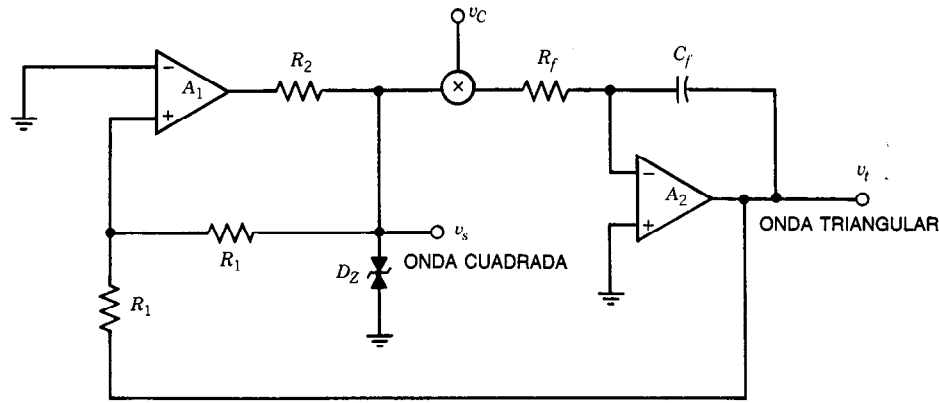 v_C
R_2
R_f
C_f
−
A_1
+
×
−
A_2
+
v_t
ONDA TRIANGULAR
R_1
v_s
ONDA CUADRADA
D_Z
R_1